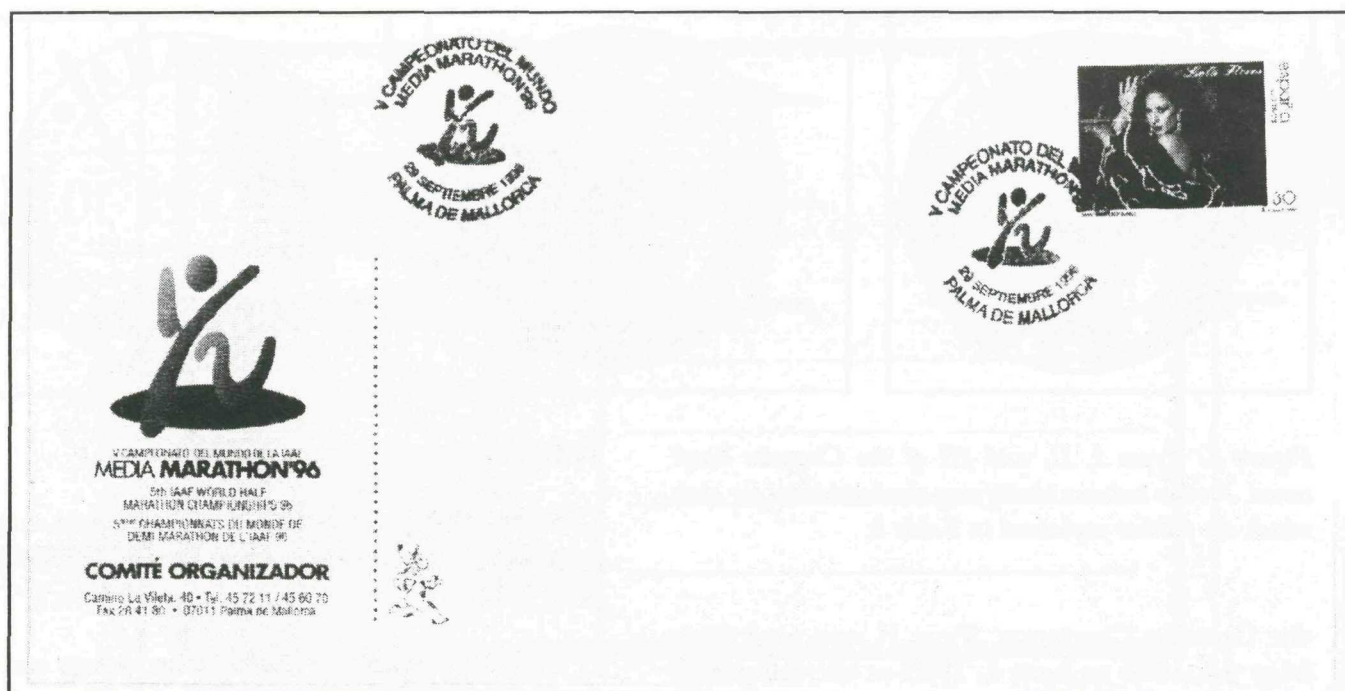 V CAMPEONATO DEL MUNDO
MEDIA MARATHON'96
29 SEPTIEMBRE 1996
PALMA DE MALLORCA
Lola Flores
españa
30
V CAMPEONATO DEL
MEDIA MARATHON'
29 SEPTIEMBRE 1996
PALMA DE MALLORCA
V CAMPEONATO DEL MUNDO DE LA IAAF
MEDIA MARATHON'96
5th IAAF WORLD HALF
MARATHON CHAMPIONSHIPS 96
5ème CHAMPIONNATS DU MONDE DE
DEMI MARATHON DE L'IAAF 96
COMITÉ ORGANIZADOR
Camino La Vileta, 40 • Tel. 45 72 11 / 45 60 70
Fax 28 41 80 • 07011 Palma de Mallorca